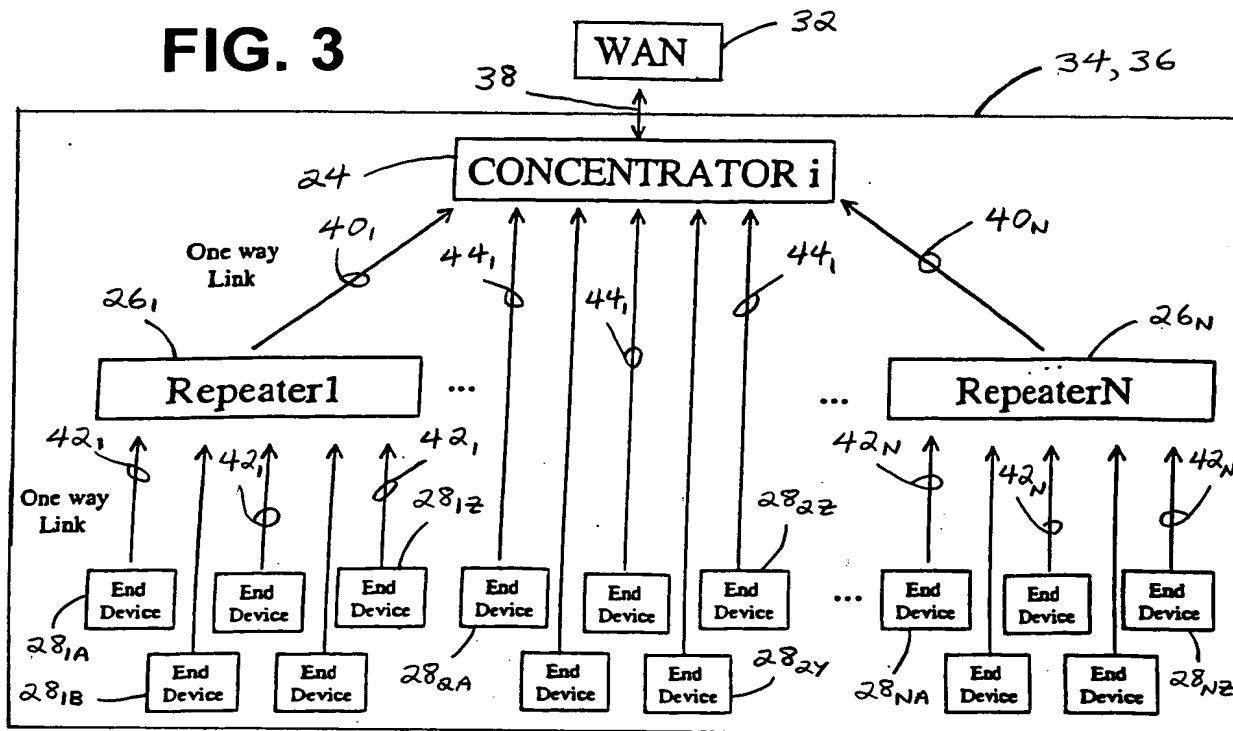 FIG. 3
WAN
32
38
34, 36
24
CONCENTRATOR i
One way
Link
40₁
44₁
44₁
44₁
40N
26₁
26N
Repeater1
...
...
...
RepeaterN
42₁
42₁
42₁
One way
Link
28₁Z
28₂Z
42N
42N
42N
End
Device
End
Device
End
Device
End
Device
End
Device
End
Device
...
End
Device
End
Device
End
Device
28₁A
28₁B
End
Device
End
Device
28₂A
End
Device
End
Device
28₂Y
28NA
End
Device
End
Device
28NZ